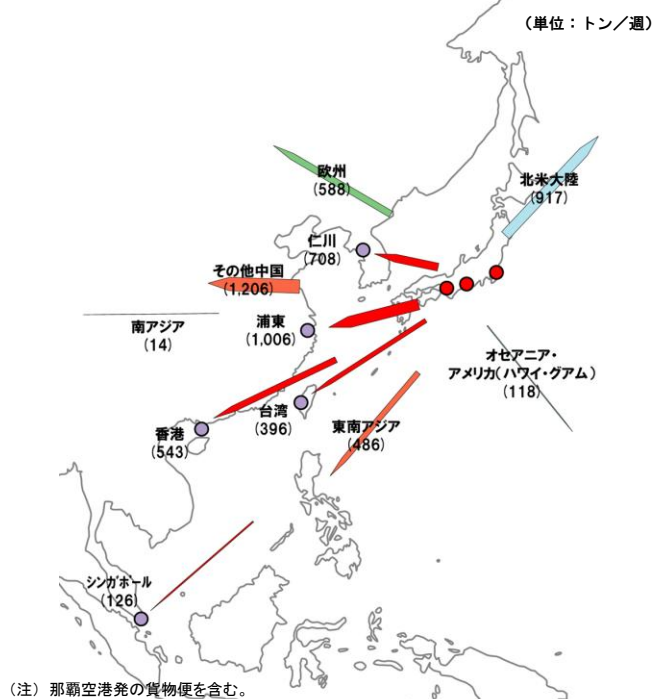 (単位:トン/週)
欧州
(588)
北米大陸
(917)
仁川
(708)
その他中国
(1,206)
浦東
(1,006)
南アジア
(14)
オセアニア・
アメリカ(ハワイ・グアム)
(118)
台湾
(396)
東南アジア
(486)
香港
(543)
シンガポール
(126)
(注) 那覇空港発の貨物便を含む。